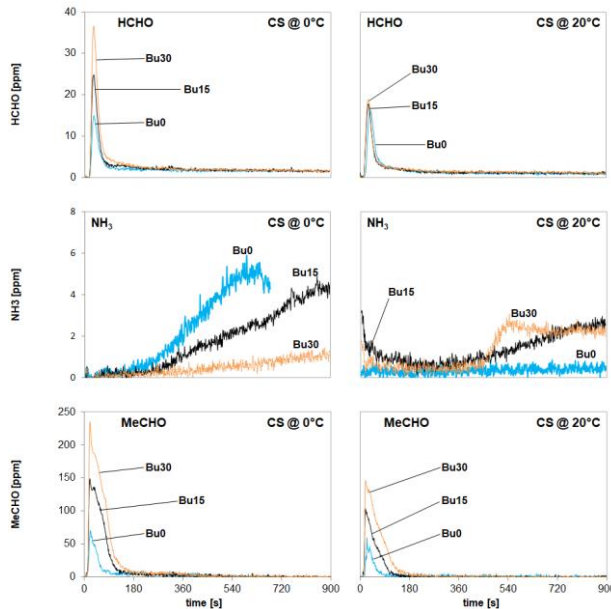 HCHO CS @ 0°C
HCHO [ppm]
40
30
20
10
0
Bu30
Bu15
Bu0
HCHO CS @ 20°C
Bu30
Bu15
Bu0
NH3 CS @ 0°C
NH3 [ppm]
8
6
4
2
0
Bu0
Bu15
Bu30
NH3 CS @ 20°C
Bu15
Bu30
Bu0
MeCHO CS @ 0°C
MeCHO [ppm]
250
200
150
100
50
0
Bu30
Bu15
Bu0
0 180 360 540 720 900
time [s]
MeCHO CS @ 20°C
Bu30
Bu15
Bu0
0 180 360 540 720 900
time [s]